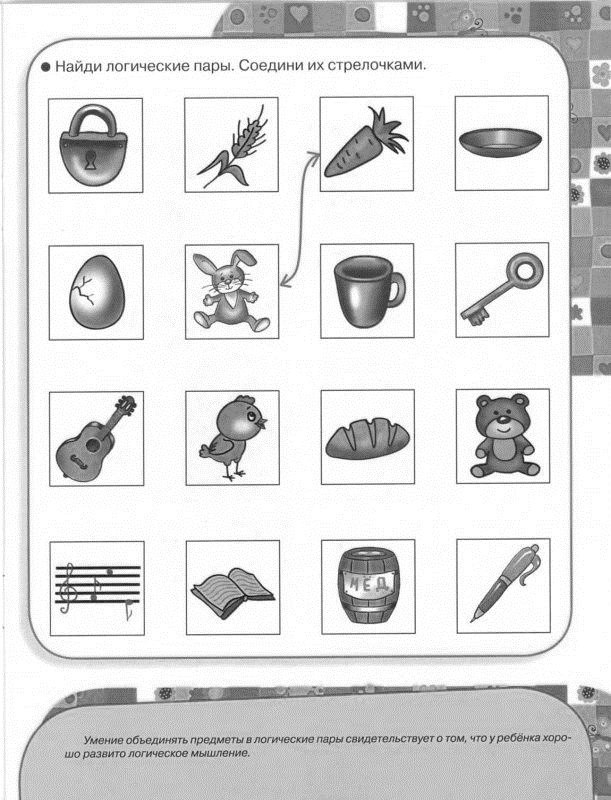 Найди логические пары. Соедини их стрелочками.
МЁД
Умение объединять предметы в логические пары свидетельствует о том, что у ребёнка хоро-
шо развито логическое мышление.